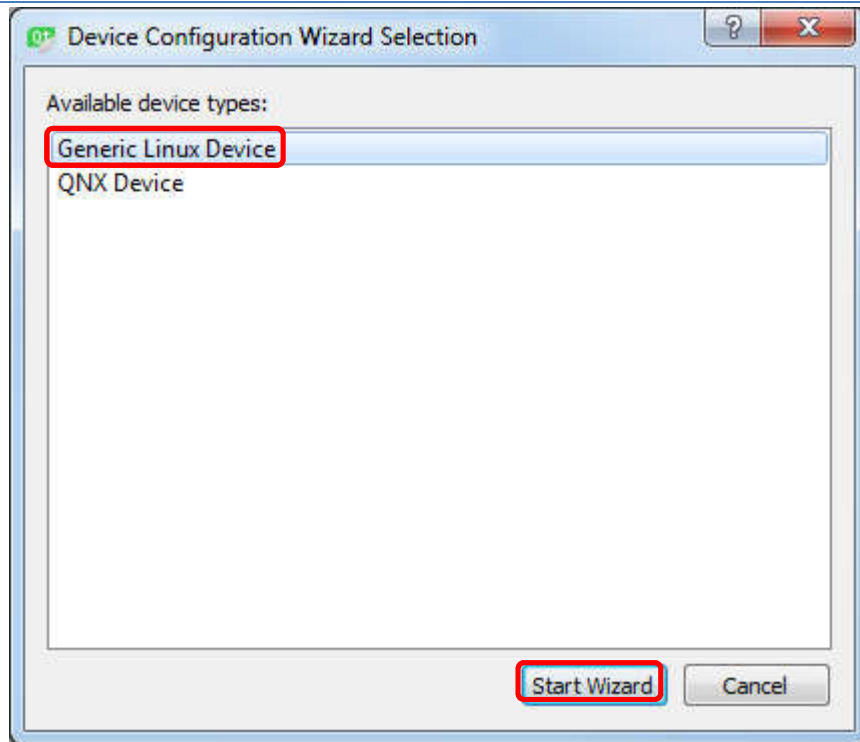 Device Configuration Wizard Selection
Available device types:
Generic Linux Device
QNX Device
Start Wizard
Cancel